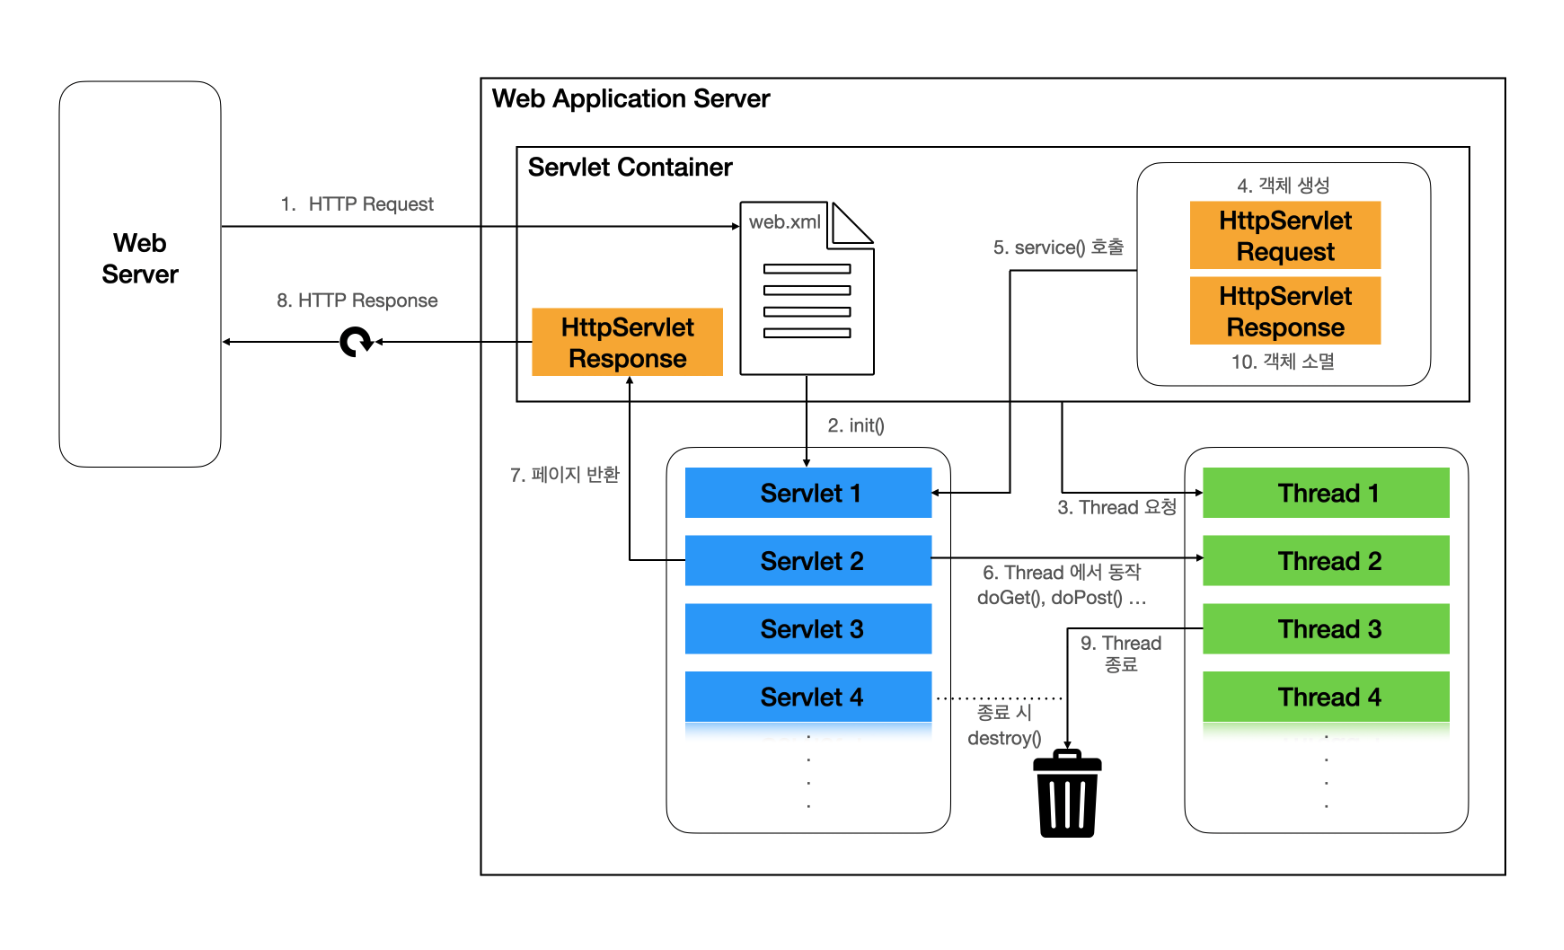 Web Application Server
Servlet Container
1. HTTP Request
web.xml
4. 객체 생성
HttpServlet
Request
HttpServlet
Response
10. 객체 소멸
5. service() 호출
Web
Server
8. HTTP Response
HttpServlet
Response
2. init()
7. 페이지 반환
Servlet 1
Servlet 2
Servlet 3
Servlet 4
3. Thread 요청
6. Thread 에서 동작
doGet(), doPost() ...
9. Thread
종료
종료 시
destroy()
Thread 1
Thread 2
Thread 3
Thread 4